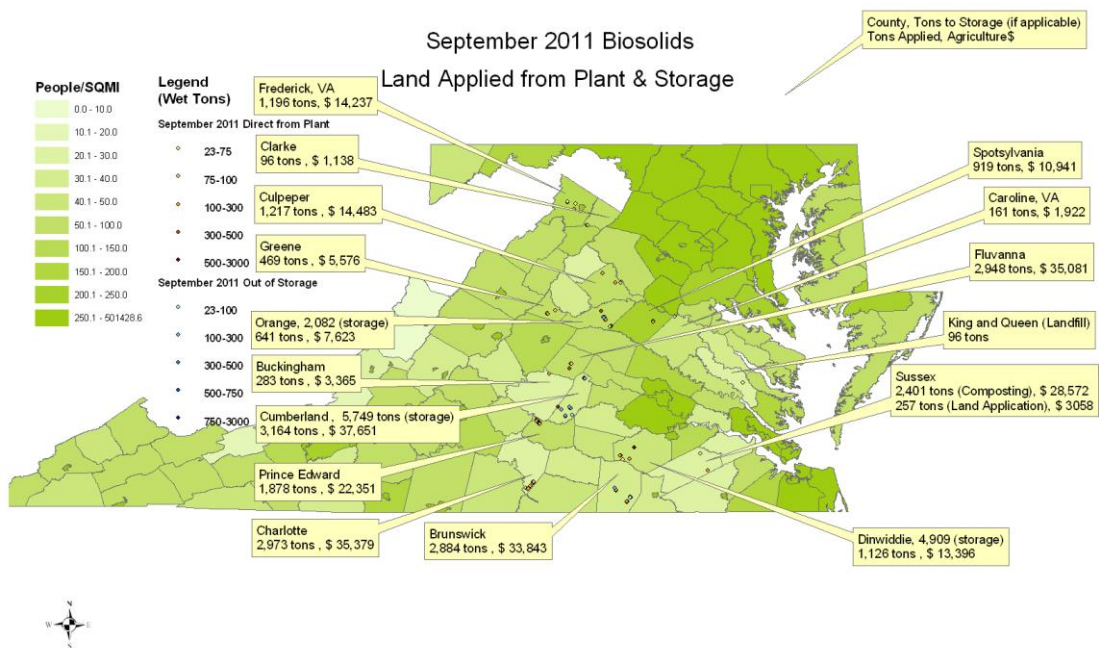 September 2011 Biosolids
Land Applied from Plant & Storage
County, Tons to Storage (if applicable)
Tons Applied, Agriculture$
People/SQMI
0.0 - 10.0
10.1 - 20.0
20.1 - 30.0
30.1 - 40.0
40.1 - 50.0
50.1 - 100.0
100.1 - 150.0
150.1 - 200.0
200.1 - 250.0
250.1 - 501428.6
Legend
(Wet Tons)
September 2011 Direct from Plant
23-75
75-100
100-300
300-500
500-3000
September 2011 Out of Storage
23-100
100-300
300-500
500-750
750-3000
Frederick, VA
1,196 tons, $ 14,237
Clarke
96 tons , $ 1,138
Culpeper
1,217 tons , $ 14,483
Greene
469 tons , $ 5,576
Orange, 2,082 (storage)
641 tons , $ 7,623
Buckingham
283 tons , $ 3,365
Cumberland , 5,749 tons (storage)
3,164 tons , $ 37,651
Prince Edward
1,878 tons , $ 22,351
Charlotte
2,973 tons , $ 35,379
Brunswick
2,884 tons , $ 33,843
Spotsylvania
919 tons , $ 10,941
Caroline, VA
161 tons , $ 1,922
Fluvanna
2,948 tons , $ 35,081
King and Queen (Landfill)
96 tons
Sussex
2,401 tons (Composting) , $ 28,572
257 tons (Land Application), $ 3058
Dinwiddie, 4,909 (storage)
1,126 tons , $ 13,396
N
W
E
S